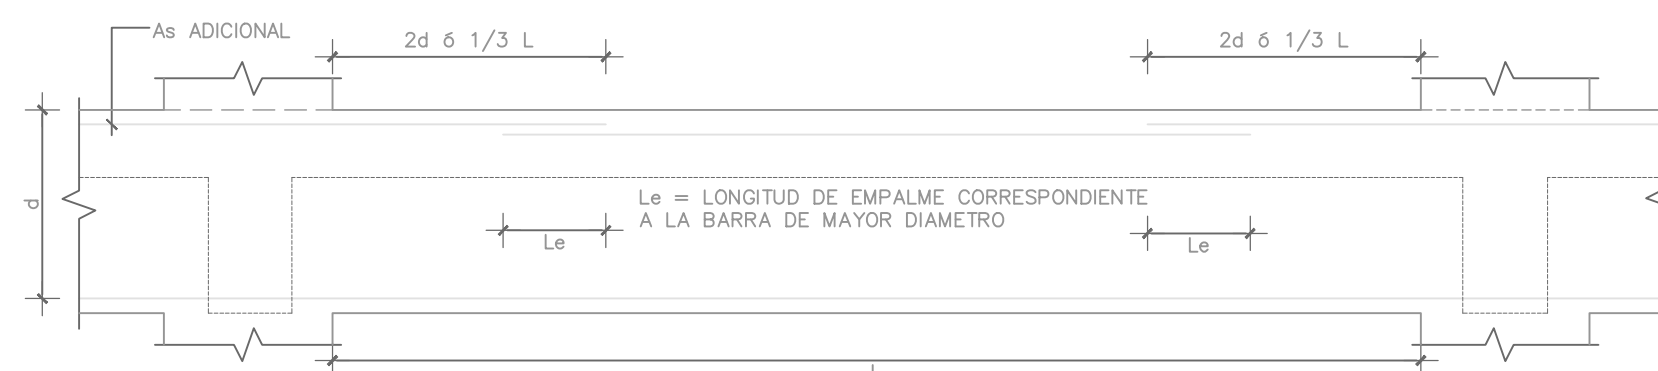 As ADICIONAL
2d ó 1/3 L
2d ó 1/3 L
d
Le = LONGITUD DE EMPALME CORRESPONDIENTE
A LA BARRA DE MAYOR DIAMETRO
Le
Le